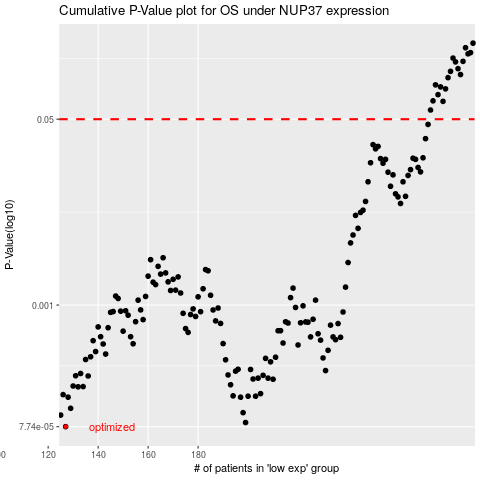 Cumulative P-Value plot for OS under NUP37 expression
P-Value(log10)
0.05
0.001
7.74e-05
optimized
00 120 140 160 180
# of patients in 'low exp' group